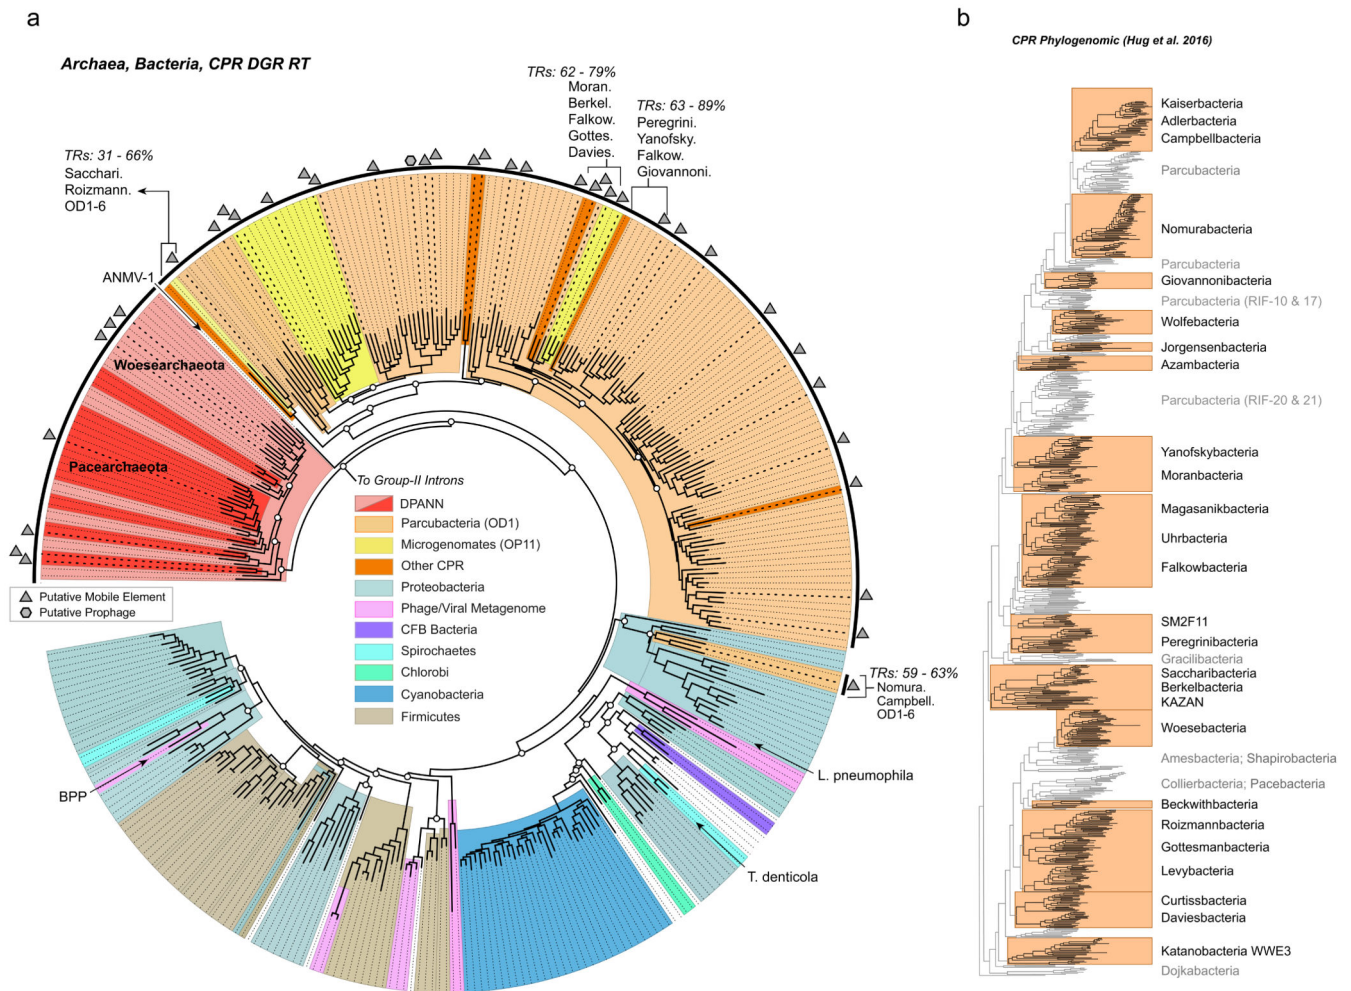 a
Archaea, Bacteria, CPR DGR RT
TRs: 31 - 66%
Sacchari.
Roizmann.
OD1-6
TRs: 62 - 79%
Moran.
Berkel.
Falkow.
Gottes.
Davies.
TRs: 63 - 89%
Peregrini.
Yanofsky.
Falkow.
Giovannoni.
ANMV-1
Woesearchaeota
Pacearchaeota
To Group-II Introns
DPANN
Parcubacteria (OD1)
Microgenomates (OP11)
Other CPR
Proteobacteria
Phage/Viral Metagenome
CFB Bacteria
Spirochaetes
Chlorobi
Cyanobacteria
Firmicutes
Putative Mobile Element
Putative Prophage
TRs: 59 - 63%
Nomura.
Campbell.
OD1-6
L. pneumophila
BPP
T. denticola
b
CPR Phylogenomic (Hug et al. 2016)
Kaiserbacteria
Adlerbacteria
Campbellbacteria
Parcubacteria
Nomurabacteria
Parcubacteria
Giovannonibacteria
Parcubacteria (RIF-10 & 17)
Wolfebacteria
Jorgensenbacteria
Azambacteria
Parcubacteria (RIF-20 & 21)
Yanofskybacteria
Moranbacteria
Magasanikbacteria
Uhrbacteria
Falkowbacteria
SM2F11
Peregrinibacteria
Gracilibacteria
Saccharibacteria
Berkelbacteria
KAZAN
Woesebacteria
Amesbacteria; Shapirobacteria
Collierbacteria; Pacebacteria
Beckwithbacteria
Roizmannbacteria
Gottesmanbacteria
Levybacteria
Curtissbacteria
Daviesbacteria
Katanobacteria WWE3
Dojkabacteria